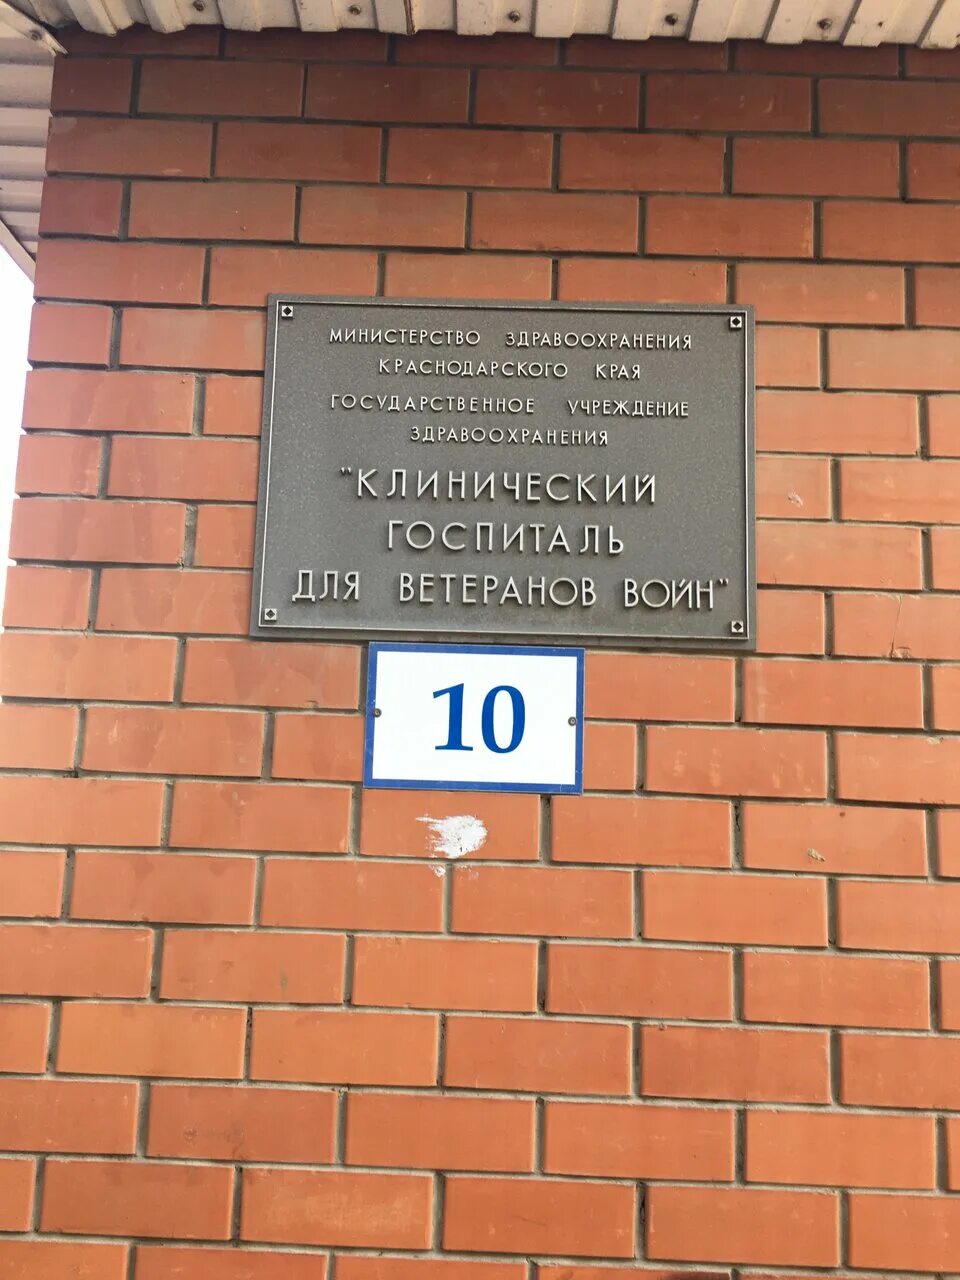 МИНИСТЕРСТВО ЗДРАВООХРАНЕНИЯ
КРАСНОДАРСКОГО КРАЯ
ГОСУДАРСТВЕННОЕ УЧРЕЖДЕНИЕ
ЗДРАВООХРАНЕНИЯ
"КЛИНИЧЕСКИЙ
ГОСПИТАЛЬ
ДЛЯ ВЕТЕРАНОВ ВОЙН"
10